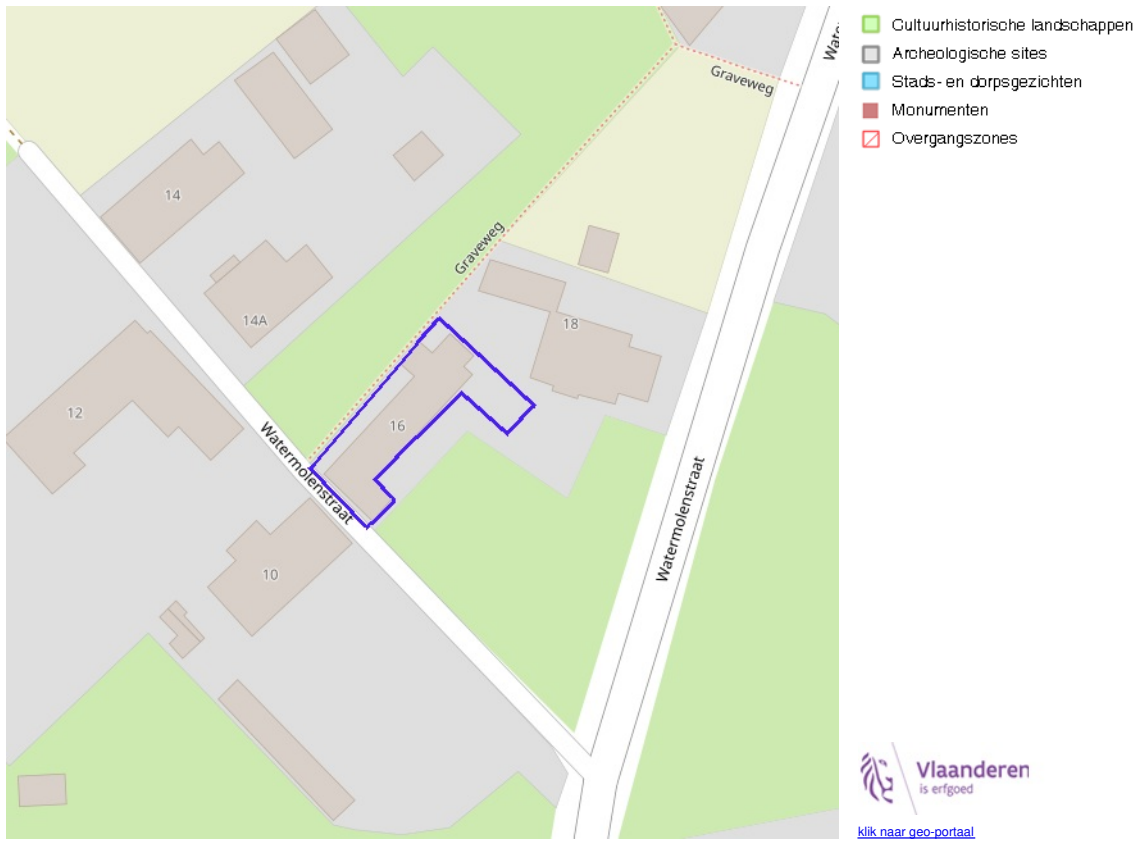 Cultuurhistorische landschappen
Archeologische sites
Stads- en dorpsgezichten
Monumenten
Overgangszones
Graveweg
14
Graveweg
14A
18
12
16
Watermolenstraat
Watermolenstraat
10
Vlaanderen
is erfgoed
klik naar geo-portaal